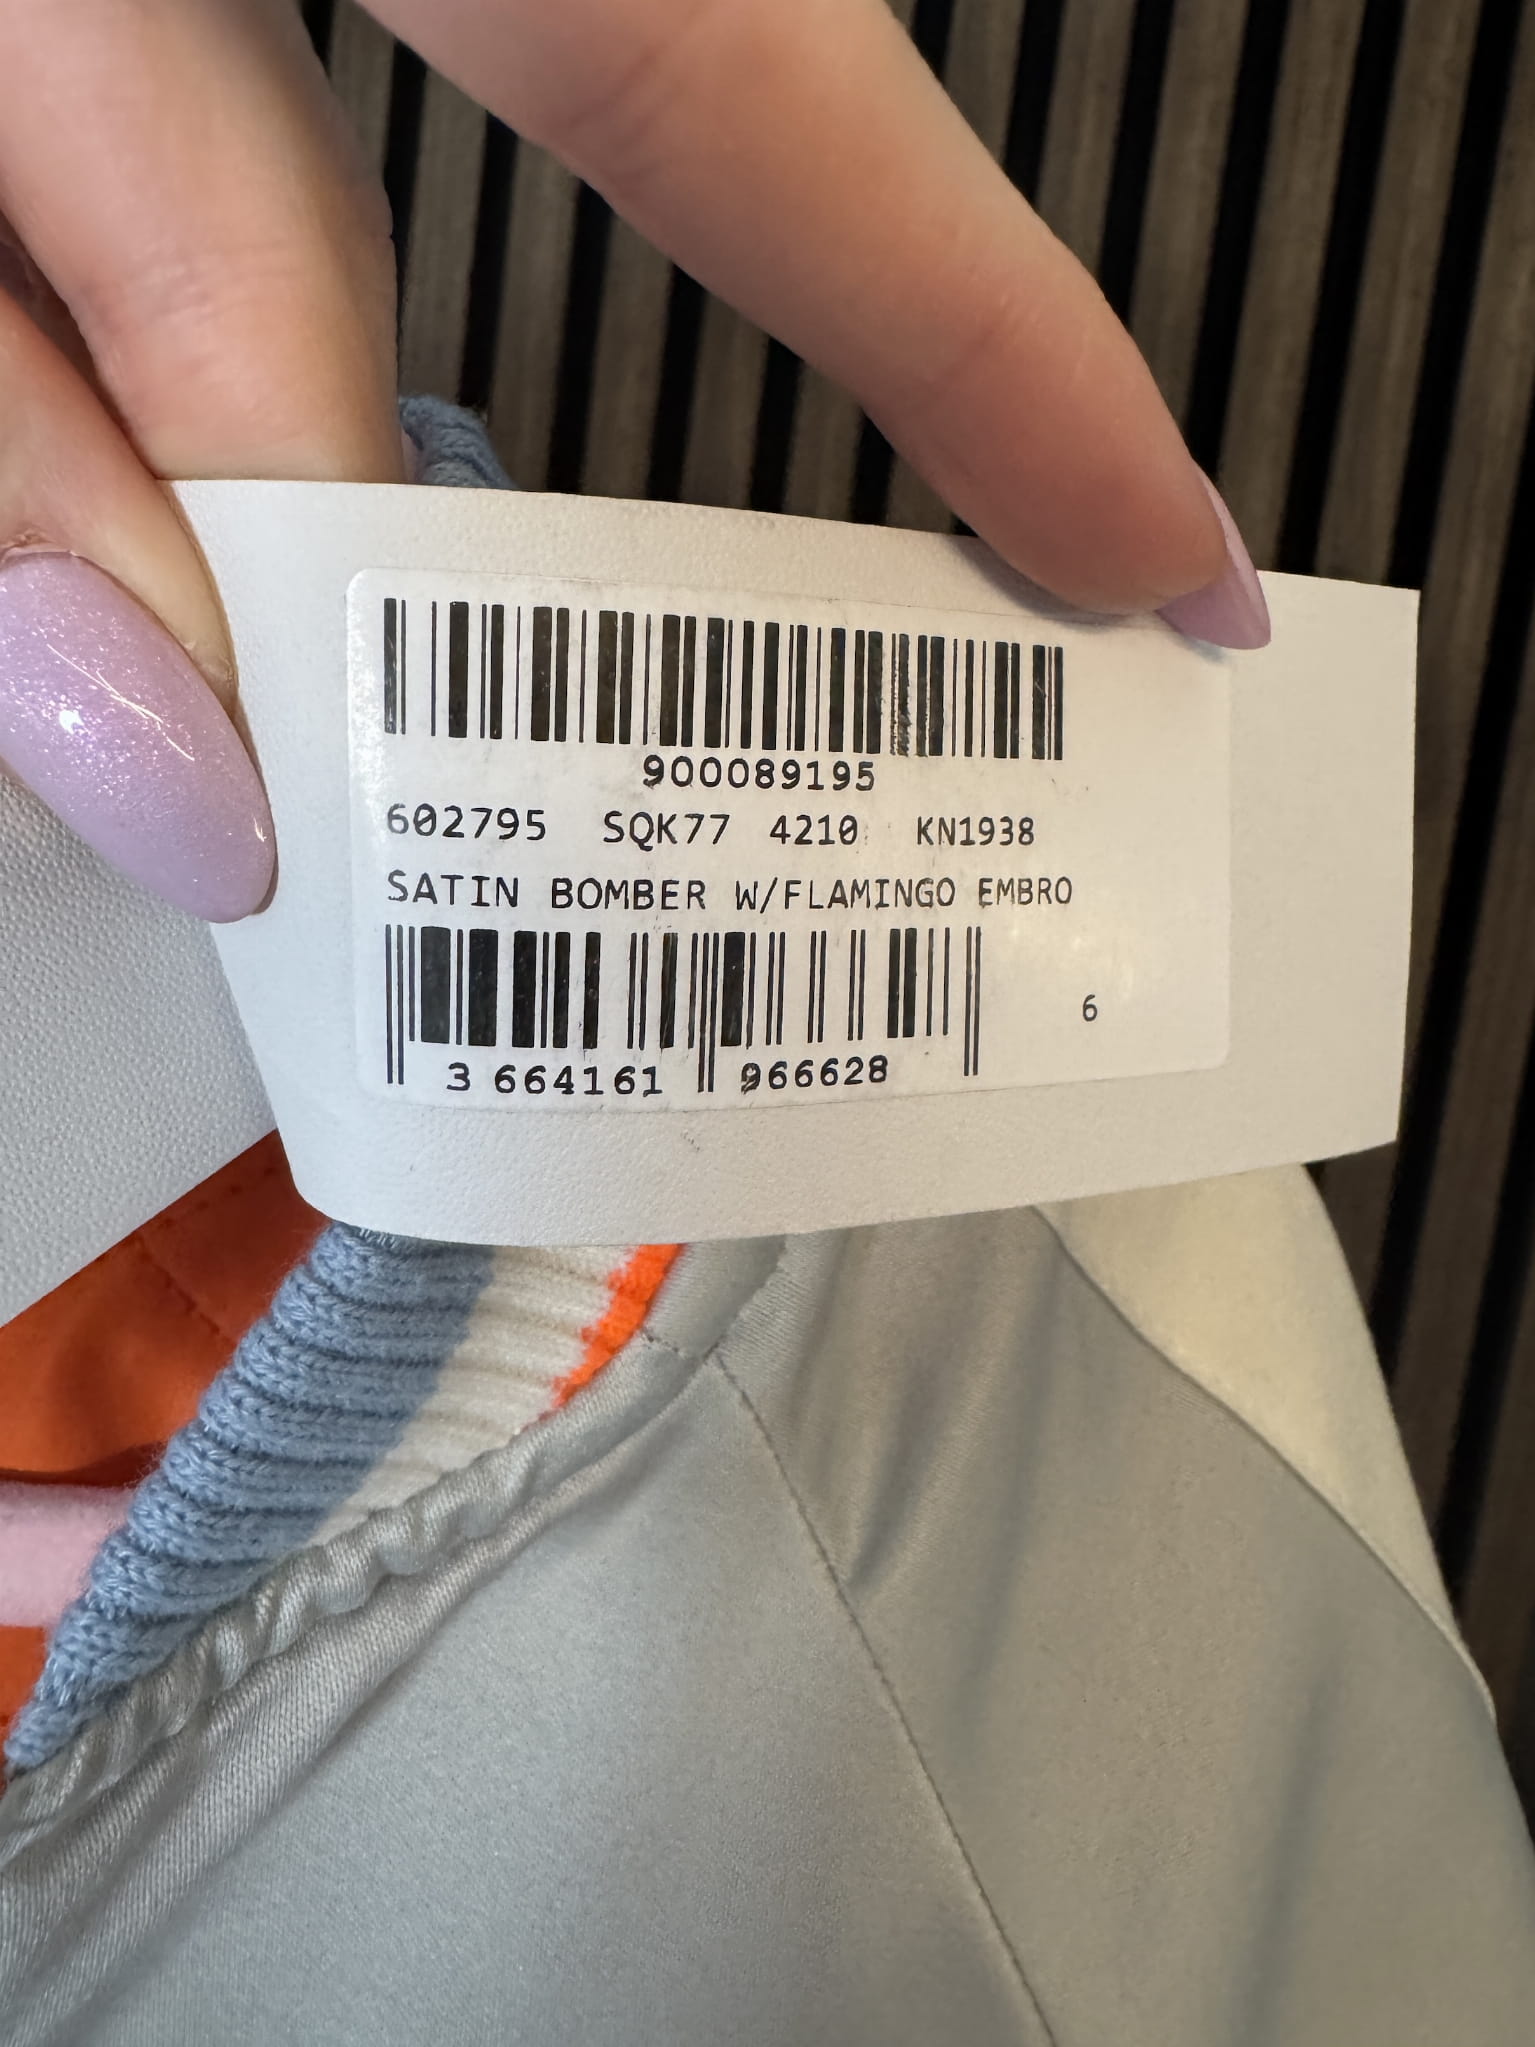 900089195
602795 SQK77 4210 KN1938
SATIN BOMBER W/FLAMINGO EMBRO
6
3 664161 966628